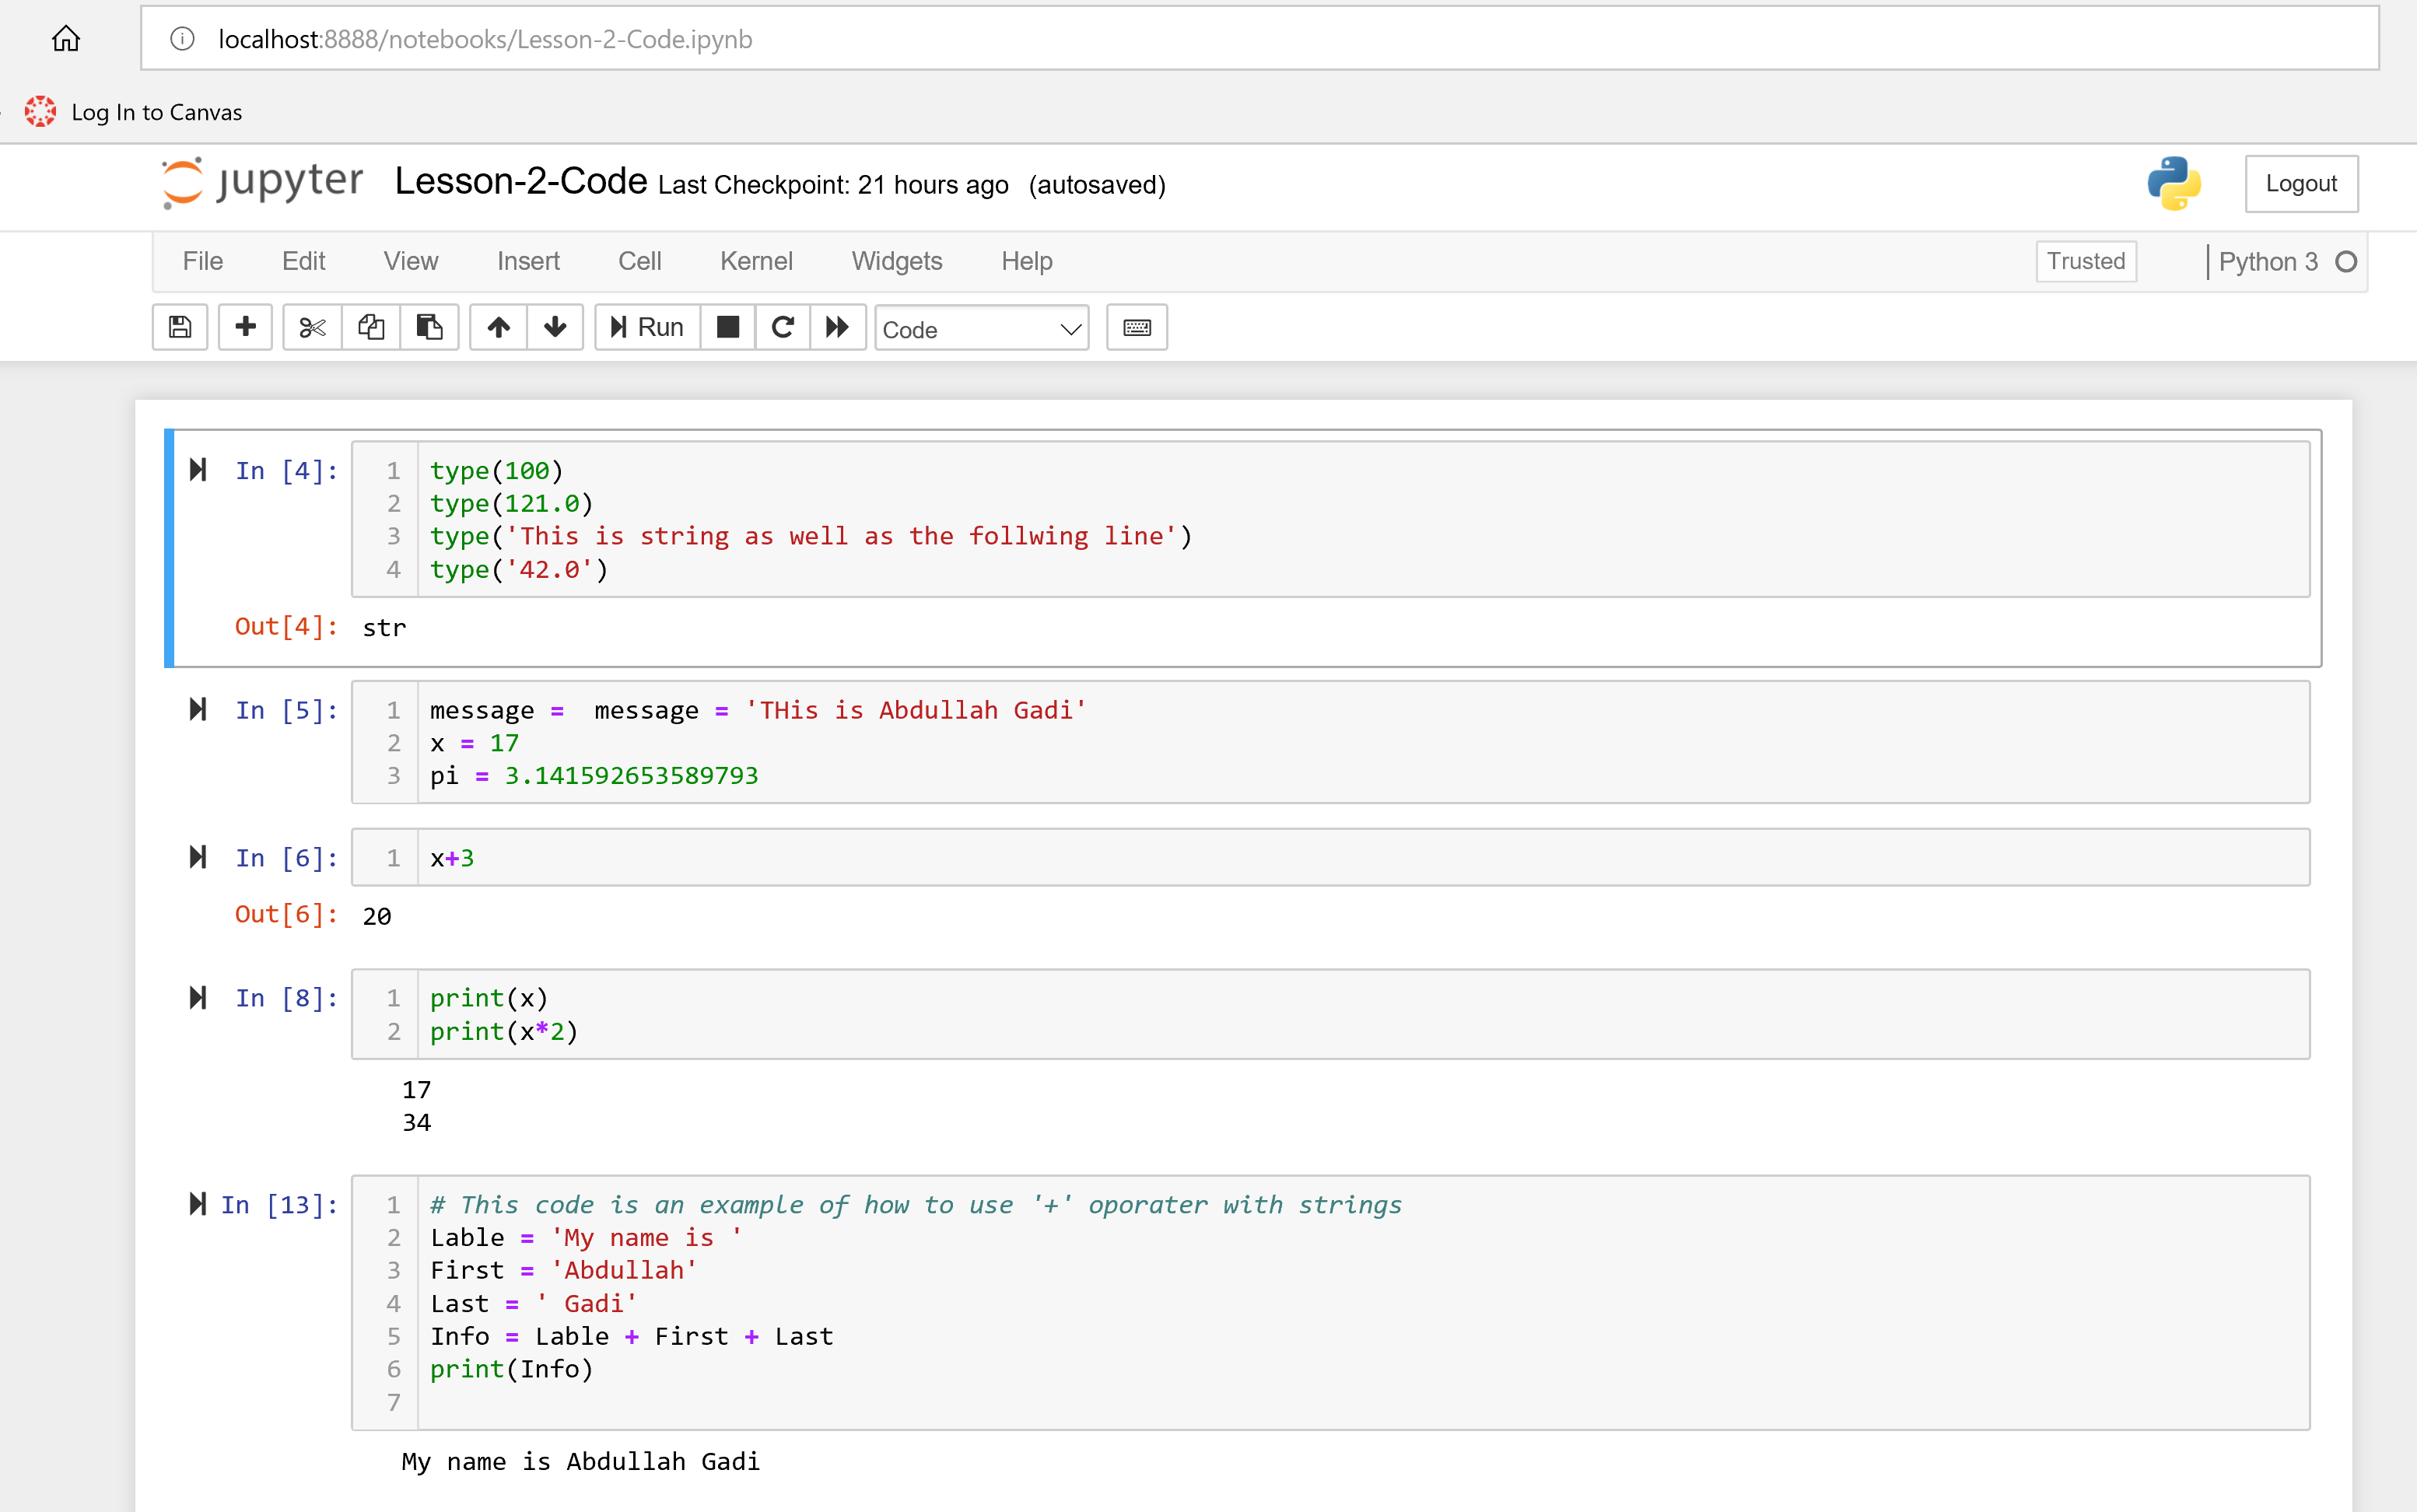 localhost:8888/notebooks/Lesson-2-Code.ipynb
Log In to Canvas
jupyter Lesson-2-Code Last Checkpoint: 21 hours ago (autosaved) Logout
File Edit View Insert Cell Kernel Widgets Help Trusted Python 3
Run Code
In [4]:
1 type(100)
2 type(121.0)
3 type('This is string as well as the follwing line')
4 type('42.0')
Out[4]: str
In [5]:
1 message =  message = 'THis is Abdullah Gadi'
2 x = 17
3 pi = 3.141592653589793
In [6]:
1 x+3
Out[6]: 20
In [8]:
1 print(x)
2 print(x*2)
17
34
In [13]:
1 # This code is an example of how to use '+' oporater with strings
2 Lable = 'My name is '
3 First = 'Abdullah'
4 Last = ' Gadi'
5 Info = Lable + First + Last
6 print(Info)
7
My name is Abdullah Gadi